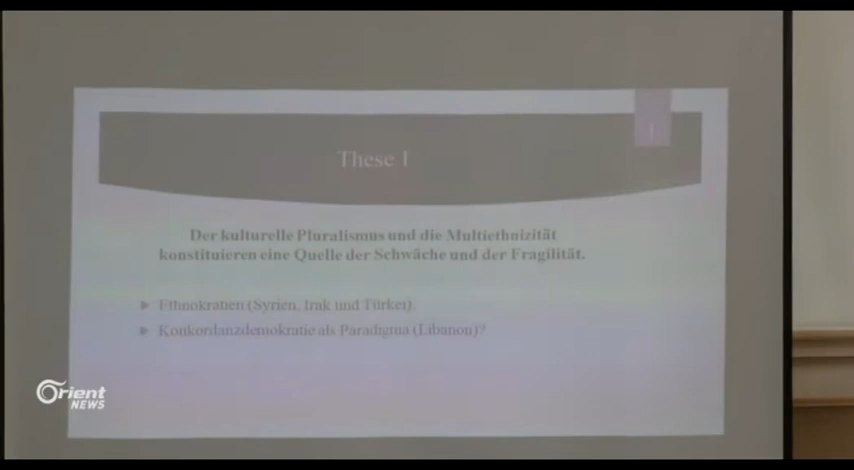 1
These 1
Der kulturelle Pluralismus und die Multiethnizität
konstituieren eine Quelle der Schwäche und der Fragilität.
Ethnokratien (Syrien, Irak und Türkei).
Konkordanzdemokratie als Paradigma (Libanon)?
Orient
NEWS